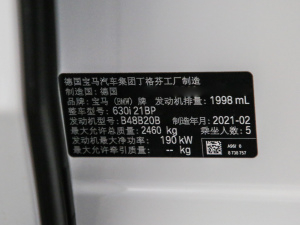 德国宝马汽车集团丁格芬工厂制造
制造国：德国
品牌：宝马（BMW）牌 发动机排量：1998 mL
整车型号：630i 21BP
发动机型号：B48B20B 制造年月：2021-02
最大允许总质量：2460 kg 乘坐人数：5
发动机最大净功率：190 kW
最大允许牵引质量：-- kg
A96F B
8 736 757